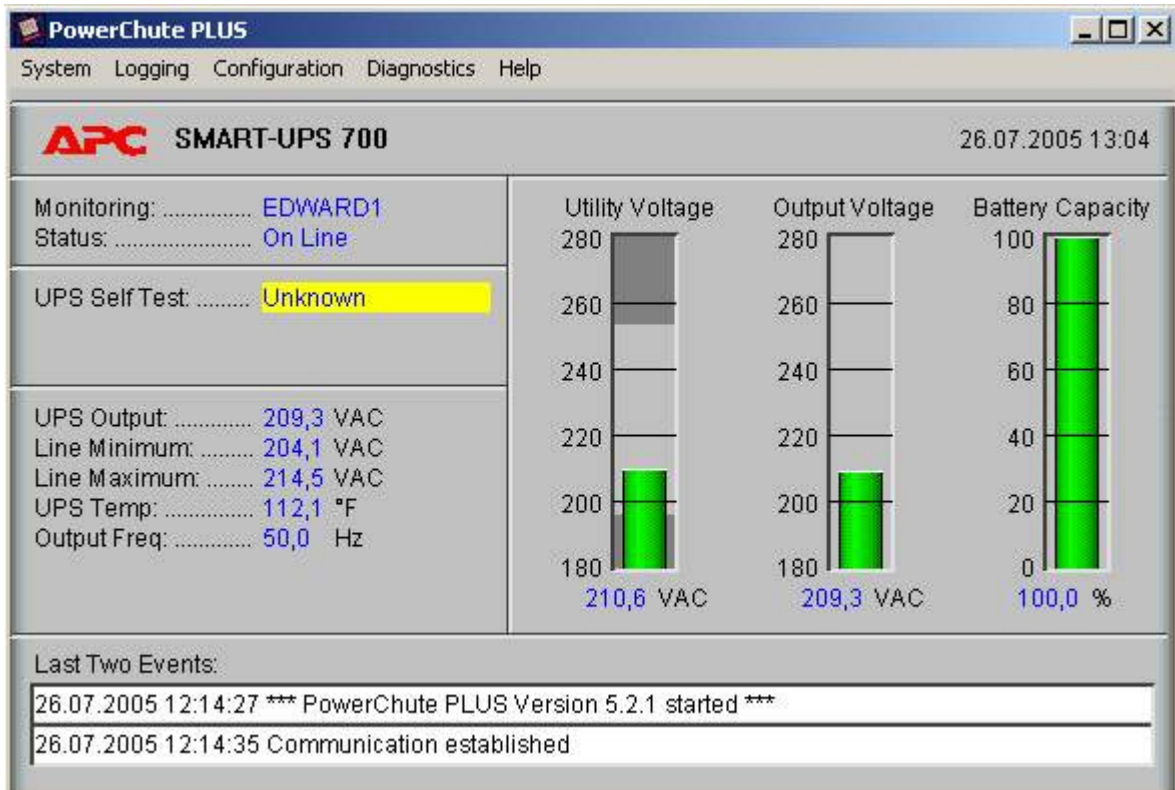 PowerChute PLUS
System Logging Configuration Diagnostics Help
APC SMART-UPS 700 26.07.2005 13:04
Monitoring: .............. EDWARD1
Status: ....................... On Line
UPS Self Test: ......... Unknown
UPS Output: ............. 209,3 VAC
Line Minimum: ......... 204,1 VAC
Line Maximum: ........ 214,5 VAC
UPS Temp: ............... 112,1 °F
Output Freq: ............. 50,0 Hz
Utility Voltage
280
260
240
220
200
180
210,6 VAC
Output Voltage
280
260
240
220
200
180
209,3 VAC
Battery Capacity
100
80
60
40
20
0
100,0 %
Last Two Events:
26.07.2005 12:14:27 *** PowerChute PLUS Version 5.2.1 started ***
26.07.2005 12:14:35 Communication established